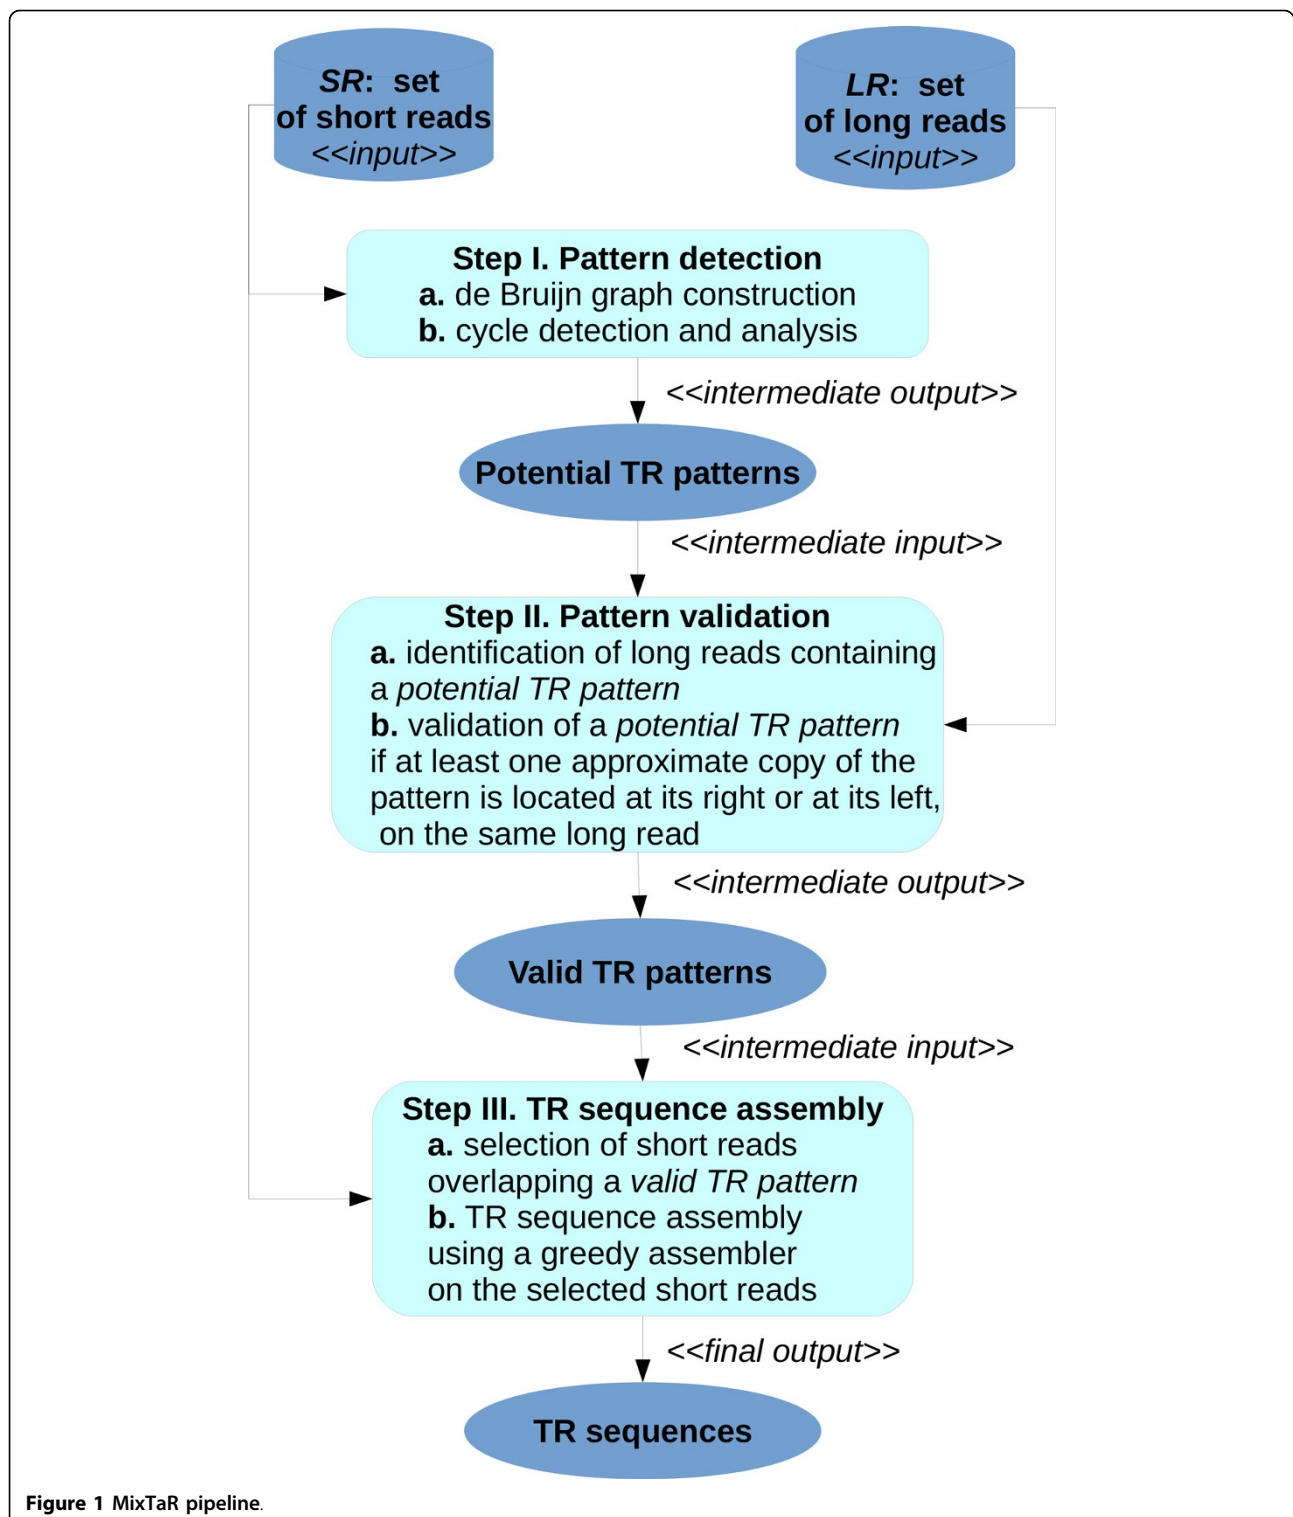 SR: set
of short reads
<<input>>
LR: set
of long reads
<<input>>
Step I. Pattern detection
a. de Bruijn graph construction
b. cycle detection and analysis
<<intermediate output>>
Potential TR patterns
<<intermediate input>>
Step II. Pattern validation
a. identification of long reads containing
a potential TR pattern
b. validation of a potential TR pattern
if at least one approximate copy of the
pattern is located at its right or at its left,
on the same long read
<<intermediate output>>
Valid TR patterns
<<intermediate input>>
Step III. TR sequence assembly
a. selection of short reads
overlapping a valid TR pattern
b. TR sequence assembly
using a greedy assembler
on the selected short reads
<<final output>>
TR sequences
Figure 1 MixTaR pipeline.